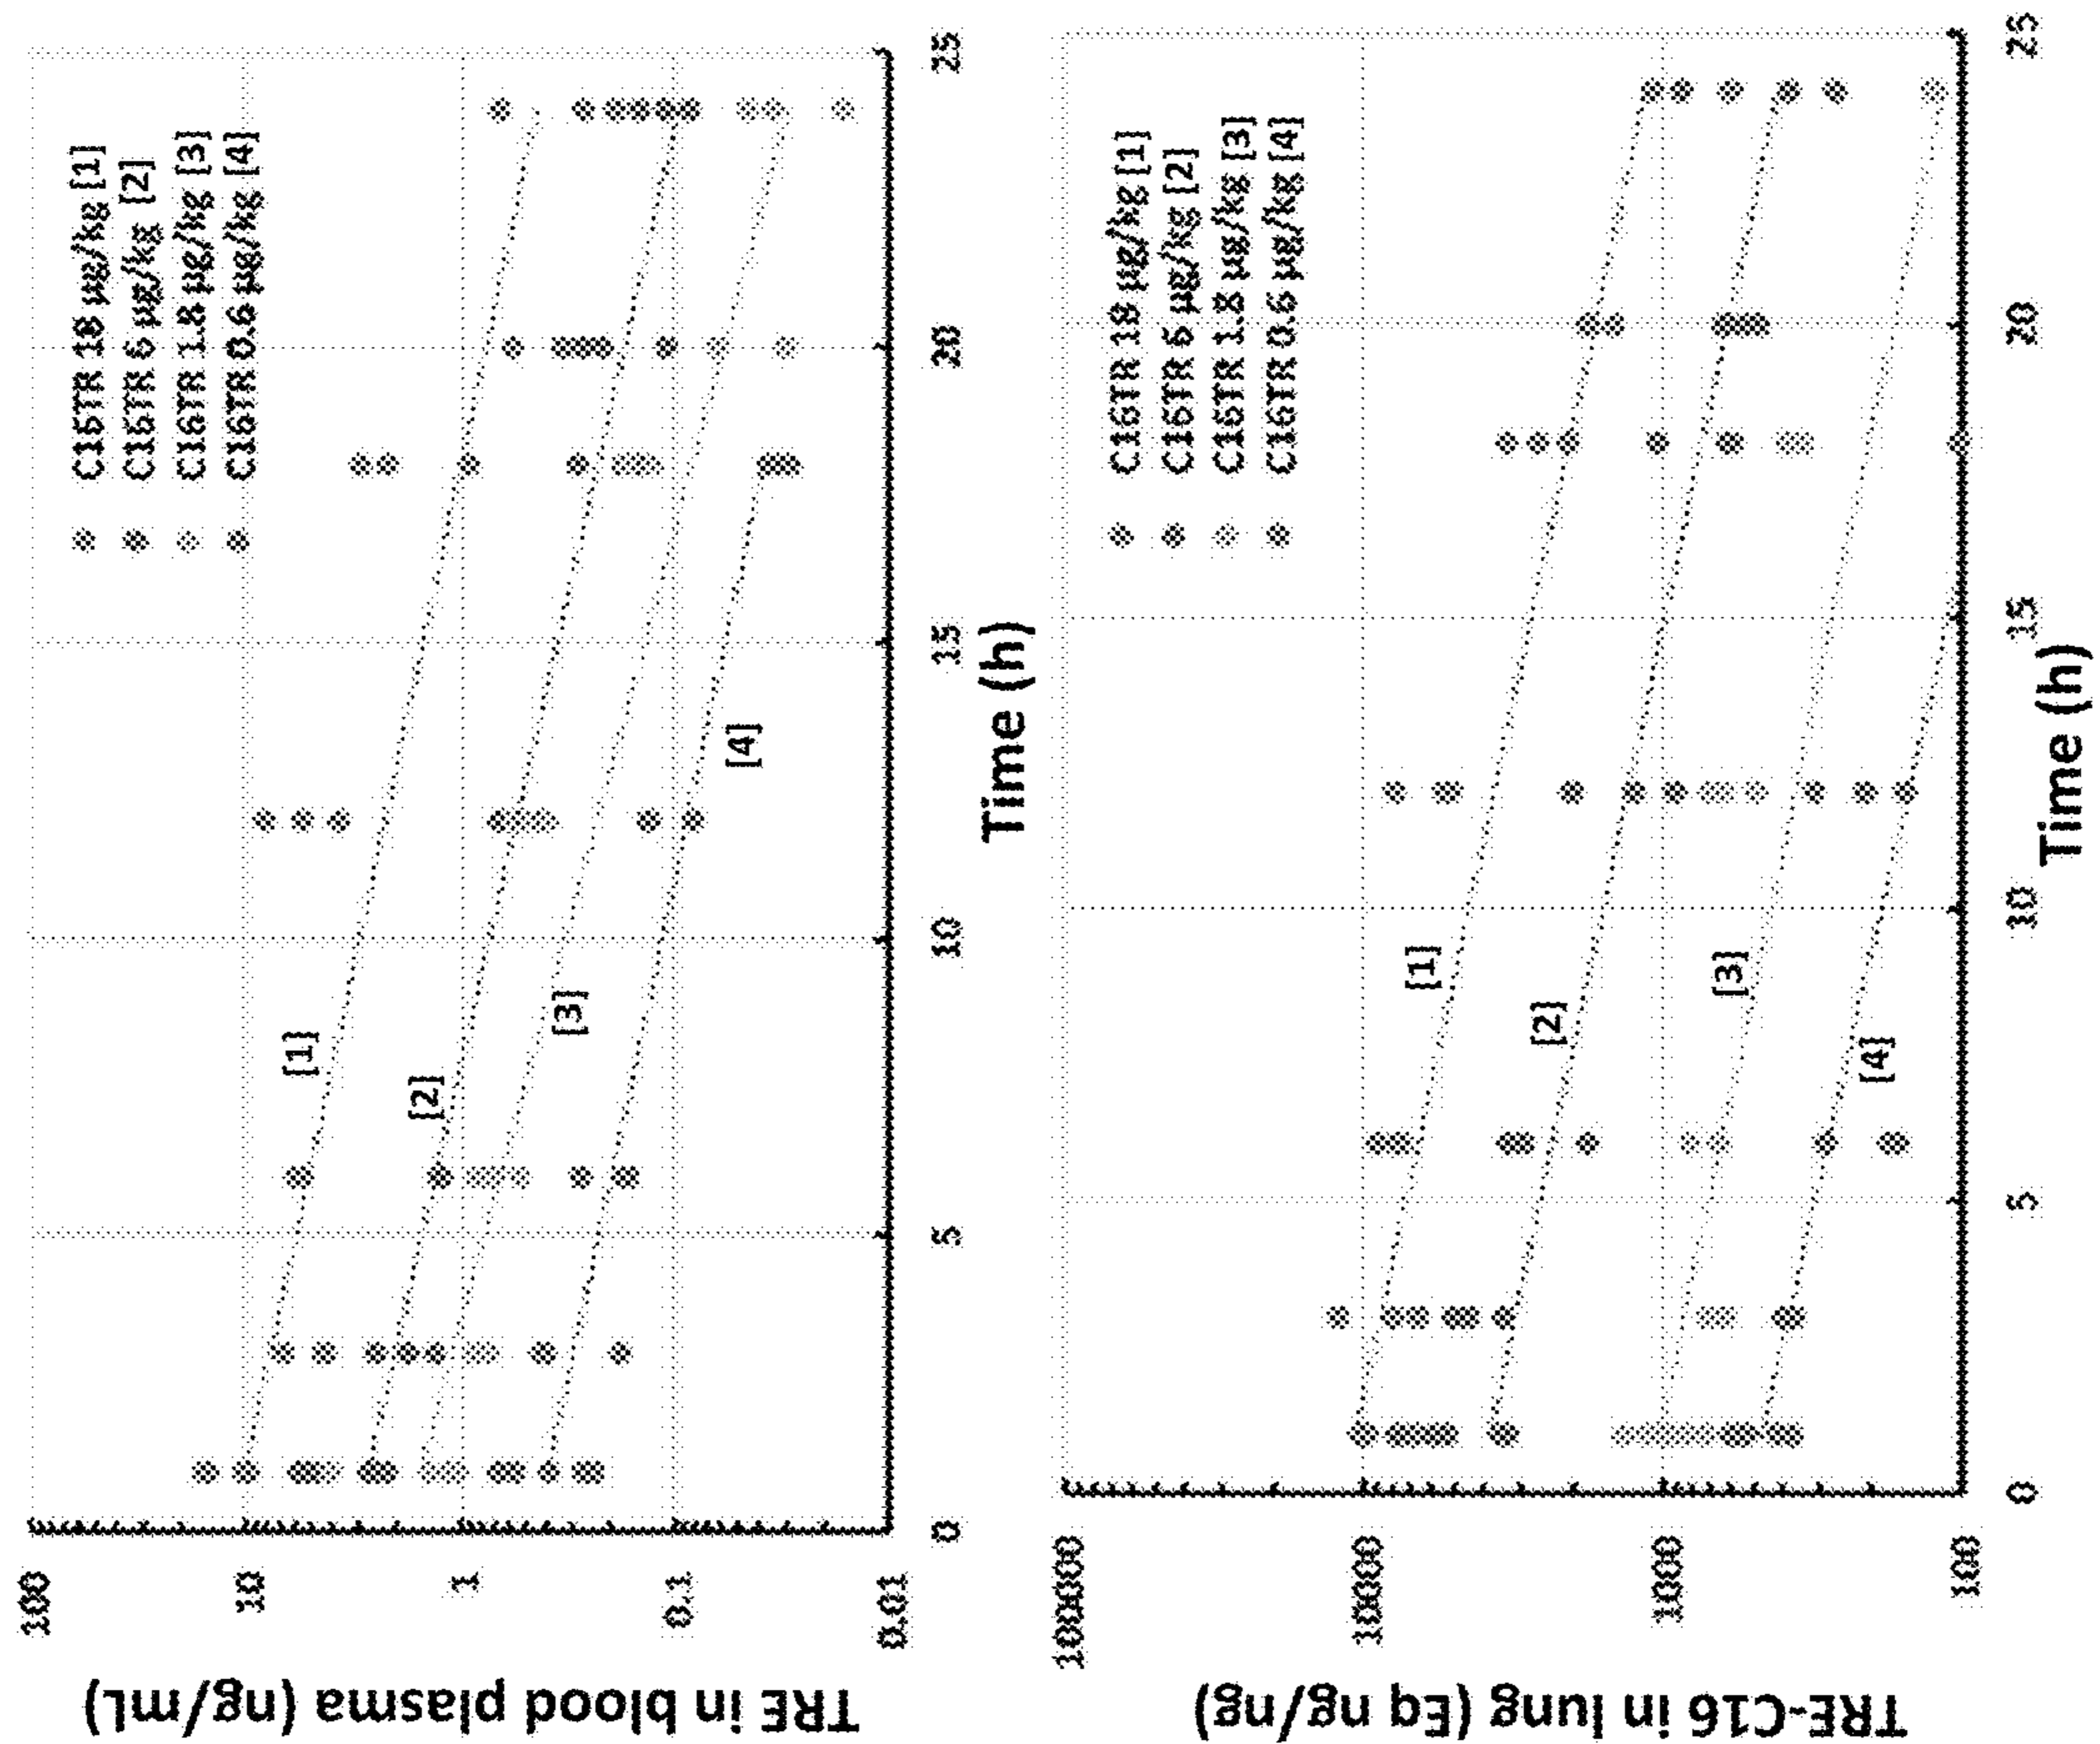 TRE in blood plasma (ng/mL)
100
10
1
0.1
0.01
C16TR 18 µg/kg [1]
C16TR 6 µg/kg [2]
C16TR 1.8 µg/kg [3]
C16TR 0.6 µg/kg [4]
[1]
[2]
[3]
[4]
0
5
10
15
20
25
Time (h)
TRE-C16 in lung (Eq ng/ng)
100000
10000
1000
100
C16TR 18 µg/kg [1]
C16TR 6 µg/kg [2]
C16TR 1.8 µg/kg [3]
C16TR 0.6 µg/kg [4]
[1]
[2]
[3]
[4]
0
5
10
15
20
25
Time (h)